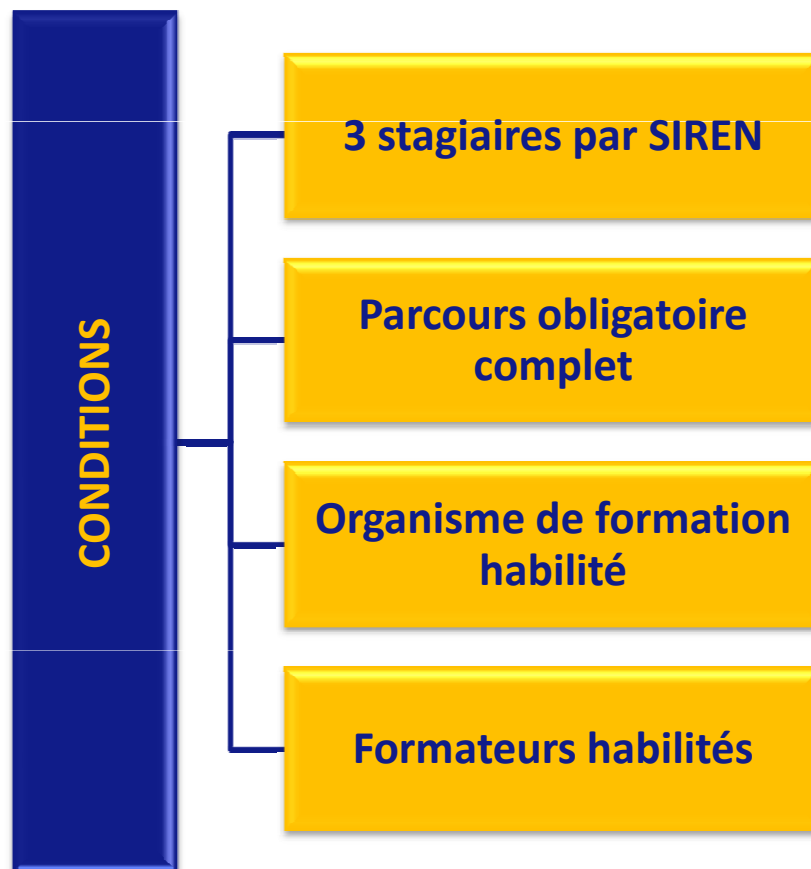 CONDITIONS
3 stagiaires par SIREN
Parcours obligatoire
complet
Organisme de formation
habilité
Formateurs habilités